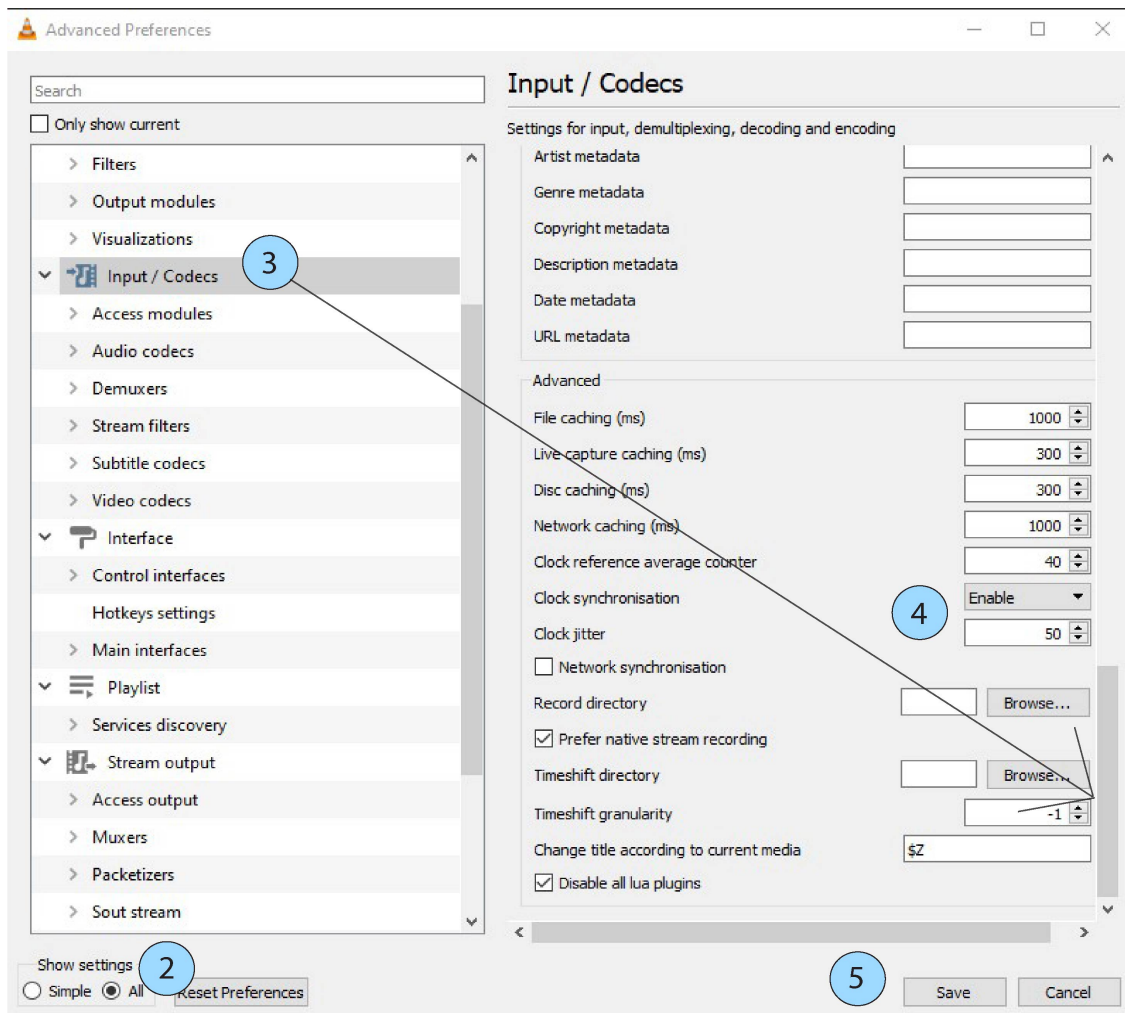 Advanced Preferences
Search
Only show current
Filters
Output modules
Visualizations
Input / Codecs
3
Access modules
Audio codecs
Demuxers
Stream filters
Subtitle codecs
Video codecs
Interface
Control interfaces
Hotkeys settings
Main interfaces
Playlist
Services discovery
Stream output
Access output
Muxers
Packetizers
Sout stream
Show settings
2
Simple All
Reset Preferences
Input / Codecs
Settings for input, demultiplexing, decoding and encoding
Artist metadata
Genre metadata
Copyright metadata
Description metadata
Date metadata
URL metadata
Advanced
File caching (ms) 1000
Live capture caching (ms) 300
Disc caching (ms) 300
Network caching (ms) 1000
Clock reference average counter 40
Clock synchronisation Enable
4
Clock jitter 50
Network synchronisation
Record directory Browse...
Prefer native stream recording
Timeshift directory Browse...
Timeshift granularity -1
Change title according to current media $Z
Disable all lua plugins
5
Save Cancel